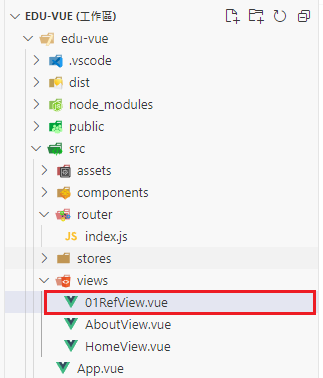 EDU-VUE (工作區)
edu-vue
.vscode
dist
node_modules
public
src
assets
components
router
JS index.js
stores
views
01RefView.vue
AboutView.vue
HomeView.vue
App.vue